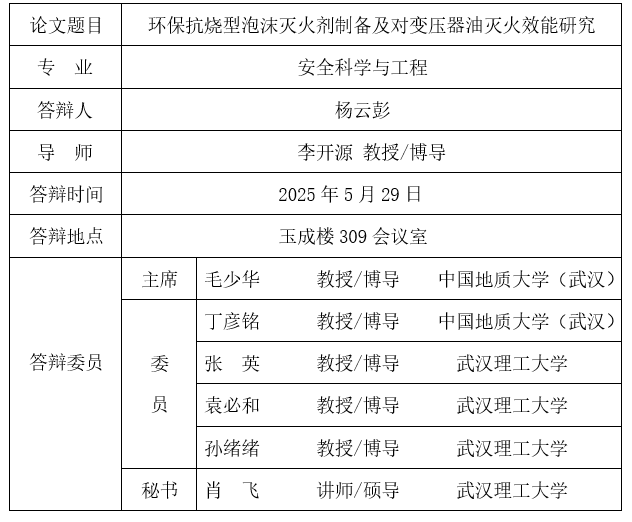 论文题目 环保抗烧型泡沫灭火剂制备及对变压器油灭火效能研究
专 业 安全科学与工程
答辩人 杨云彭
导 师 李开源 教授/博导
答辩时间 2025年5月29日
答辩地点 玉成楼309会议室
答辩委员
主席 毛少华 教授/博导 中国地质大学（武汉）
委员
丁彦铭 教授/博导 中国地质大学（武汉）
张 英 教授/博导 武汉理工大学
袁必和 教授/博导 武汉理工大学
孙绪绪 教授/博导 武汉理工大学
秘书 肖 飞 讲师/硕导 武汉理工大学